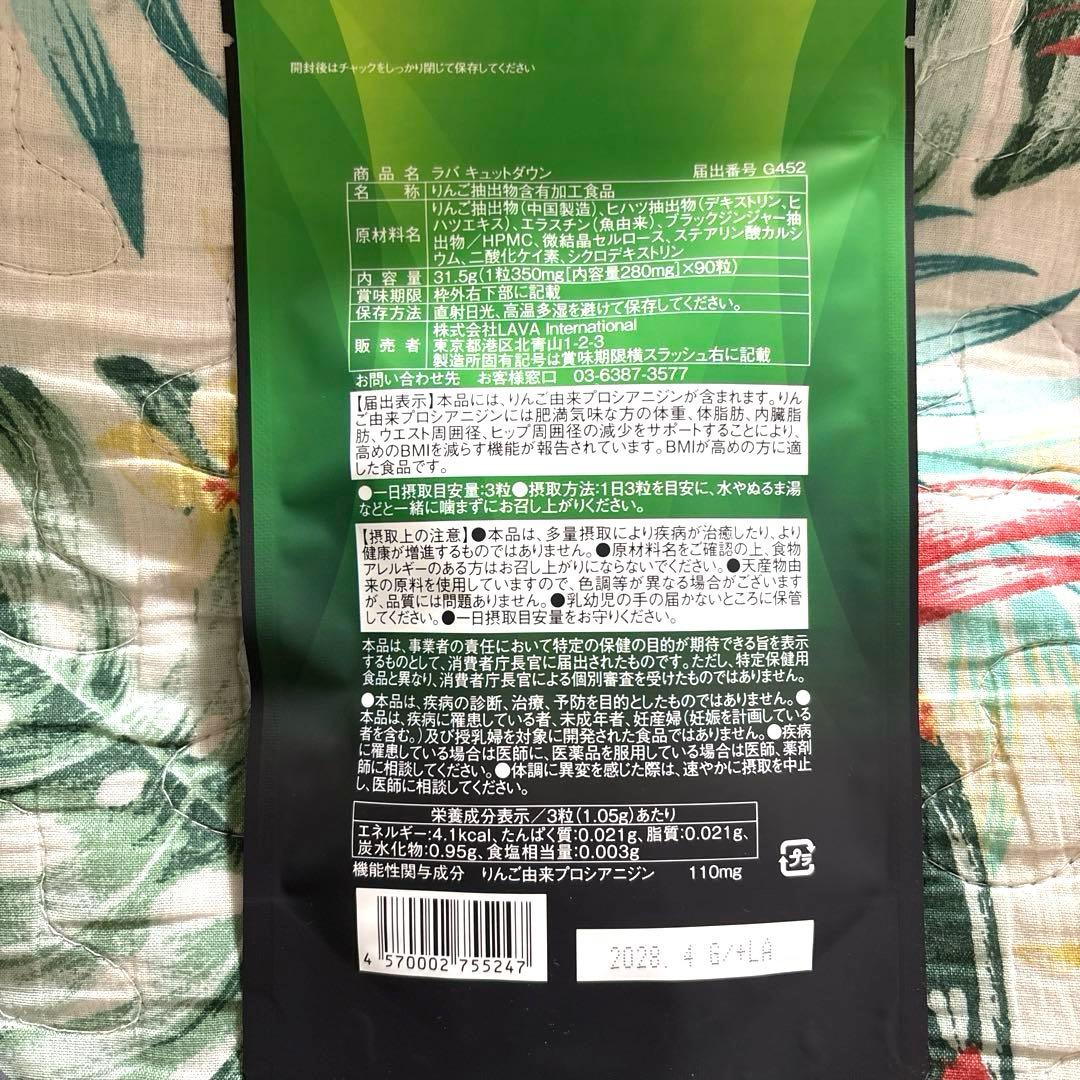 開封後はチャックをしっかり閉じて保存してください
商品名 ラバ キュットダウン 届出番号 G452
名称 りんご抽出物含有加工食品
原材料名 りんご抽出物(中国製造)、ヒハツ抽出物(デキストリン、ヒ
ハツエキス)、エラスチン(魚由来)、ブラックジンジャー抽
出物/HPMC、微結晶セルロース、ステアリン酸カルシ
ウム、二酸化ケイ素、シクロデキストリン
内容量 31.5g(1粒350mg[内容量280mg]×90粒)
賞味期限 枠外右下部に記載
保存方法 直射日光、高温多湿を避けて保存してください。
販売者 株式会社LAVA International
東京都港区北青山1-2-3
製造所固有記号は賞味期限横スラッシュ右に記載
お問い合わせ先 お客様窓口 03-6387-3577
【届出表示】本品には、りんご由来プロシアニジンが含まれます。りん
ご由来プロシアニジンには肥満気味な方の体重、体脂肪、内臓脂
肪、ウエスト周囲径、ヒップ周囲径の減少をサポートすることにより、
高めのBMIを減らす機能が報告されています。BMIが高めの方に適
した食品です。
●一日摂取目安量:3粒●摂取方法:1日3粒を目安に、水やぬるま湯
などと一緒に噛まずにお召し上がりください。
【摂取上の注意】●本品は、多量摂取により疾病が治癒したり、より
健康が増進するものではありません。●原材料名をご確認の上、食物
アレルギーのある方はお召し上がりにならないでください。●天産物由
来の原料を使用していますので、色調等が異なる場合がございます
が、品質には問題ありません。●乳幼児の手の届かないところに保管
してください。●一日摂取目安量をお守りください。
本品は、事業者の責任において特定の保健の目的が期待できる旨を表示
するものとして、消費者庁長官に届出されたものです。ただし、特定保健用
食品と異なり、消費者庁長官による個別審査を受けたものではありません。
●本品は、疾病の診断、治療、予防を目的としたものではありません。●
本品は、疾病に罹患している者、未成年者、妊産婦(妊娠を計画している
者を含む。)及び授乳婦を対象に開発された食品ではありません。●疾病
に罹患している場合は医師に、医薬品を服用している場合は医師、薬剤
師に相談してください。●体調に異変を感じた際は、速やかに摂取を中止
し、医師に相談してください。
栄養成分表示/3粒(1.05g)あたり
エネルギー:4.1kcal、たんぱく質:0.021g、脂質:0.021g、
炭水化物:0.95g、食塩相当量:0.003g
機能性関与成分 りんご由来プロシアニジン 110mg
プラ
4 570002 755247
2028. 4 G/+LA